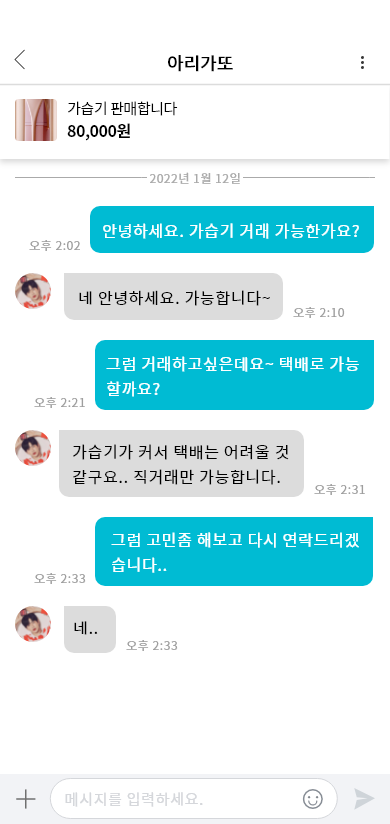 아리가또
가습기 판매합니다
80,000원
2022년 1월 12일
안녕하세요. 가습기 거래 가능한가요?
오후 2:02
네 안녕하세요. 가능합니다~
오후 2:10
그럼 거래하고싶은데요~ 택배로 가능
할까요?
오후 2:21
가습기가 커서 택배는 어려울 것
같구요.. 직거래만 가능합니다.
오후 2:31
그럼 고민좀 해보고 다시 연락드리겠
습니다..
오후 2:33
네..
오후 2:33
메시지를 입력하세요.